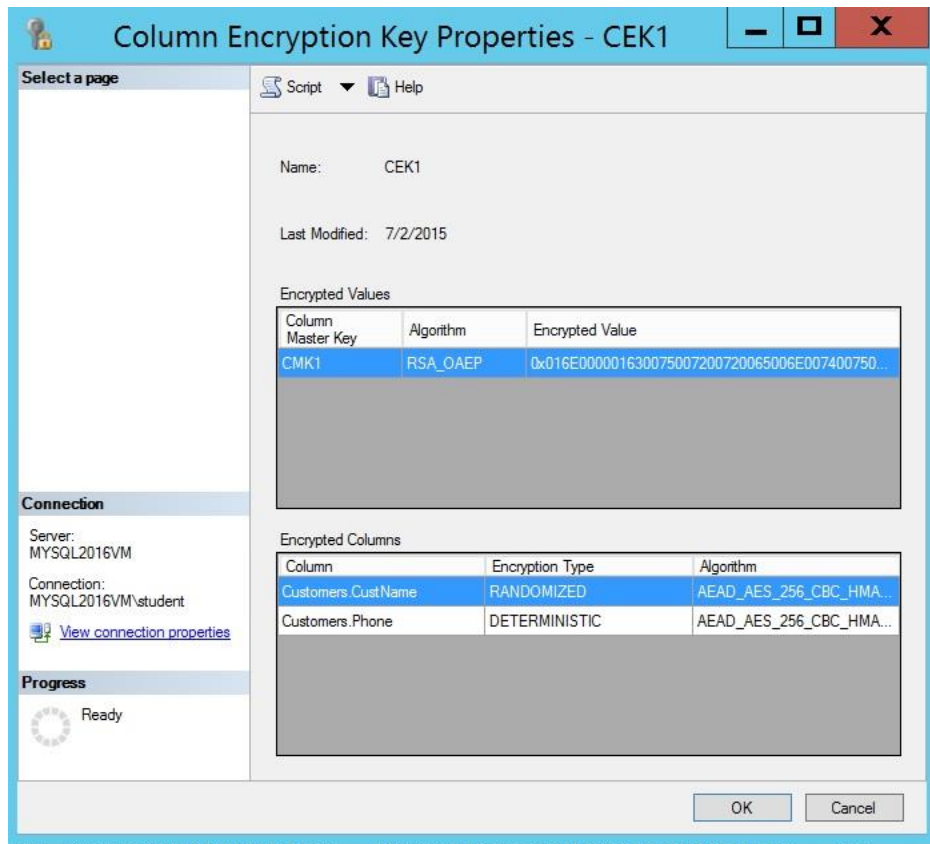 Column Encryption Key Properties - CEK1
Select a page
Script Help
Name: CEK1
Last Modified: 7/2/2015
Encrypted Values
Column Master Key Algorithm Encrypted Value
CMK1 RSA_OAEP 0x016E000001630075007200720065006E007400750...
Connection
Server:
MYSQL2016VM
Connection:
MYSQL2016VM\student
View connection properties
Encrypted Columns
Column Encryption Type Algorithm
Customers.CustName RANDOMIZED AEAD_AES_256_CBC_HMA...
Customers.Phone DETERMINISTIC AEAD_AES_256_CBC_HMA...
Progress
Ready
OK Cancel